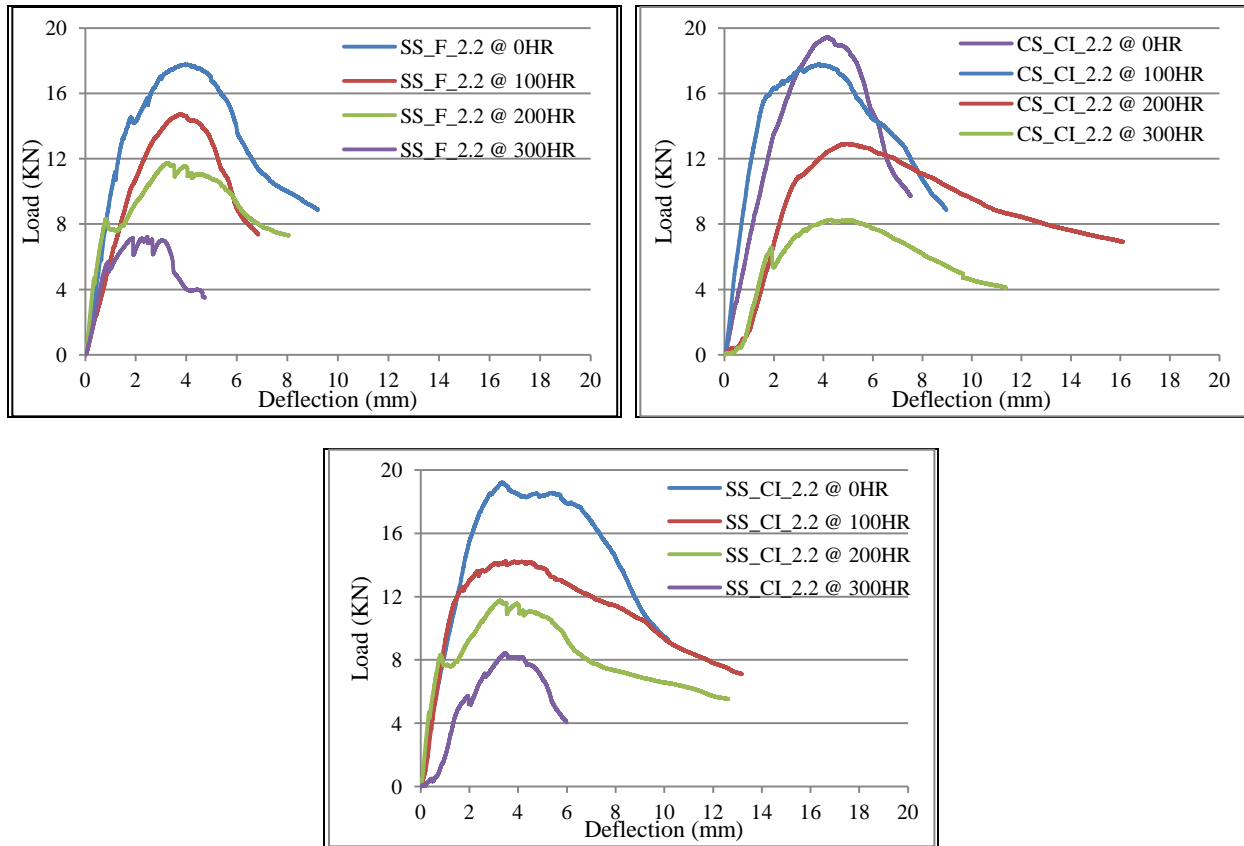 20
16
12
8
4
0
Load (KN)
0 2 4 6 8 10 12 14 16 18 20
Deflection (mm)
SS_F_2.2 @ 0HR
SS_F_2.2 @ 100HR
SS_F_2.2 @ 200HR
SS_F_2.2 @ 300HR
20
16
12
8
4
0
Load (KN)
0 2 4 6 8 10 12 14 16 18 20
Deflection (mm)
CS_CI_2.2 @ 0HR
CS_CI_2.2 @ 100HR
CS_CI_2.2 @ 200HR
CS_CI_2.2 @ 300HR
20
16
12
8
4
0
Load (KN)
0 2 4 6 8 10 12 14 16 18 20
Deflection (mm)
SS_CI_2.2 @ 0HR
SS_CI_2.2 @ 100HR
SS_CI_2.2 @ 200HR
SS_CI_2.2 @ 300HR